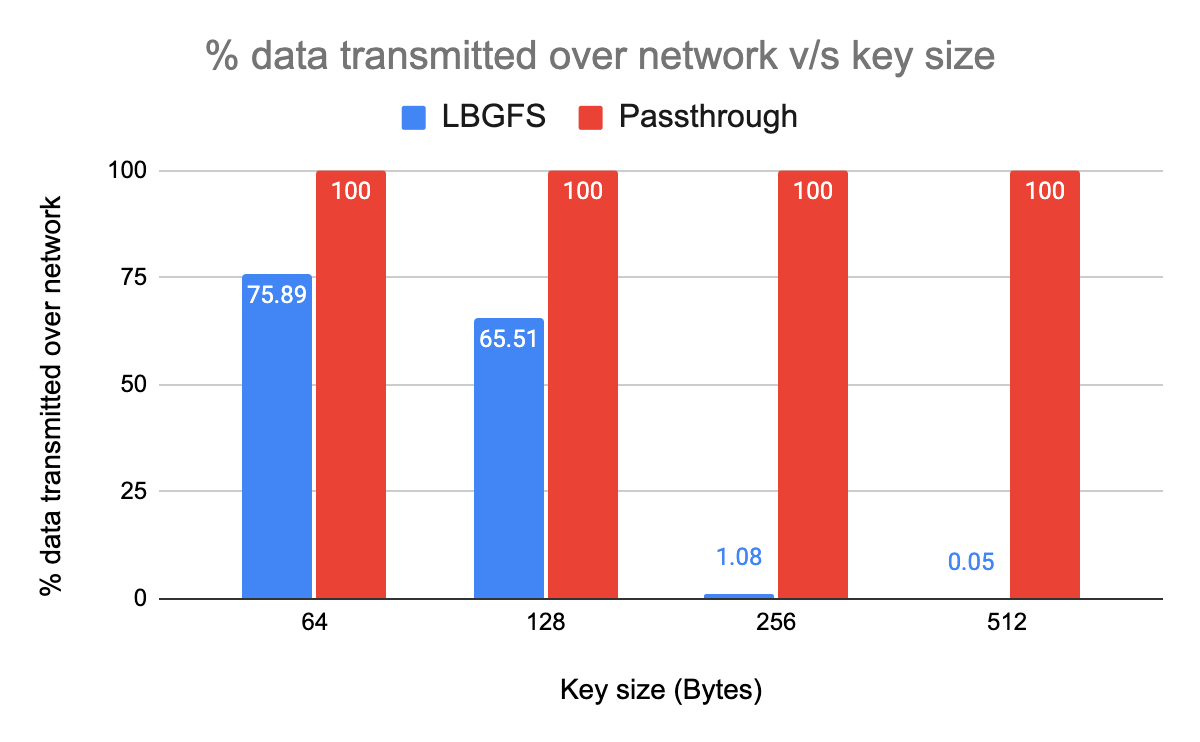 % data transmitted over network v/s key size
LBGFS Passthrough
% data transmitted over network
100
75
50
25
0
75.89 100
65.51 100
1.08 100
0.05 100
64 128 256 512
Key size (Bytes)